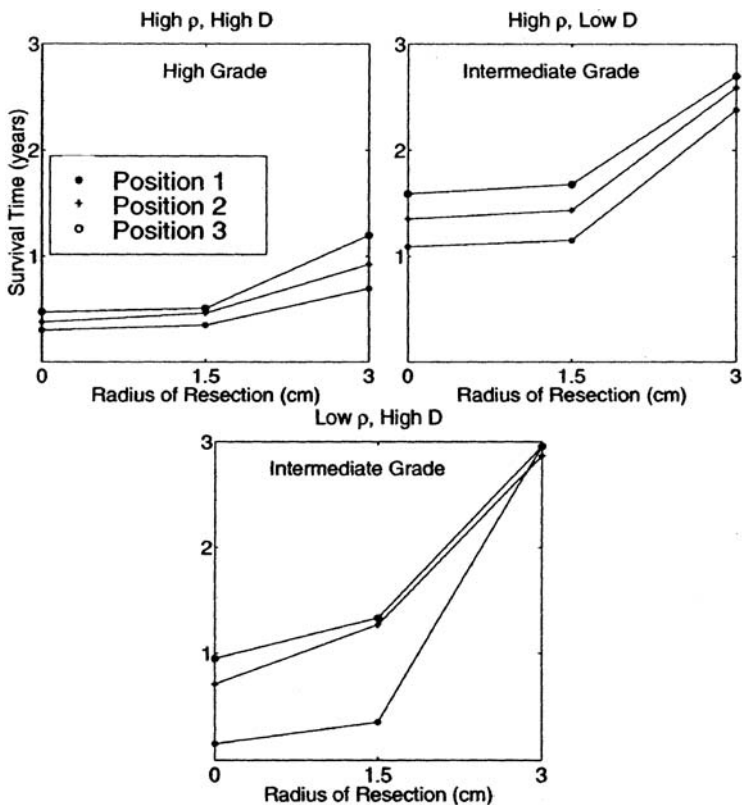 High ρ, High D
High Grade
Survival Time (years)
3
2
1
Position 1
Position 2
Position 3
0
1.5
3
Radius of Resection (cm)
High ρ, Low D
Intermediate Grade
3
2
1
0
1.5
3
Radius of Resection (cm)
Low ρ, High D
Intermediate Grade
3
2
1
0
1.5
3
Radius of Resection (cm)